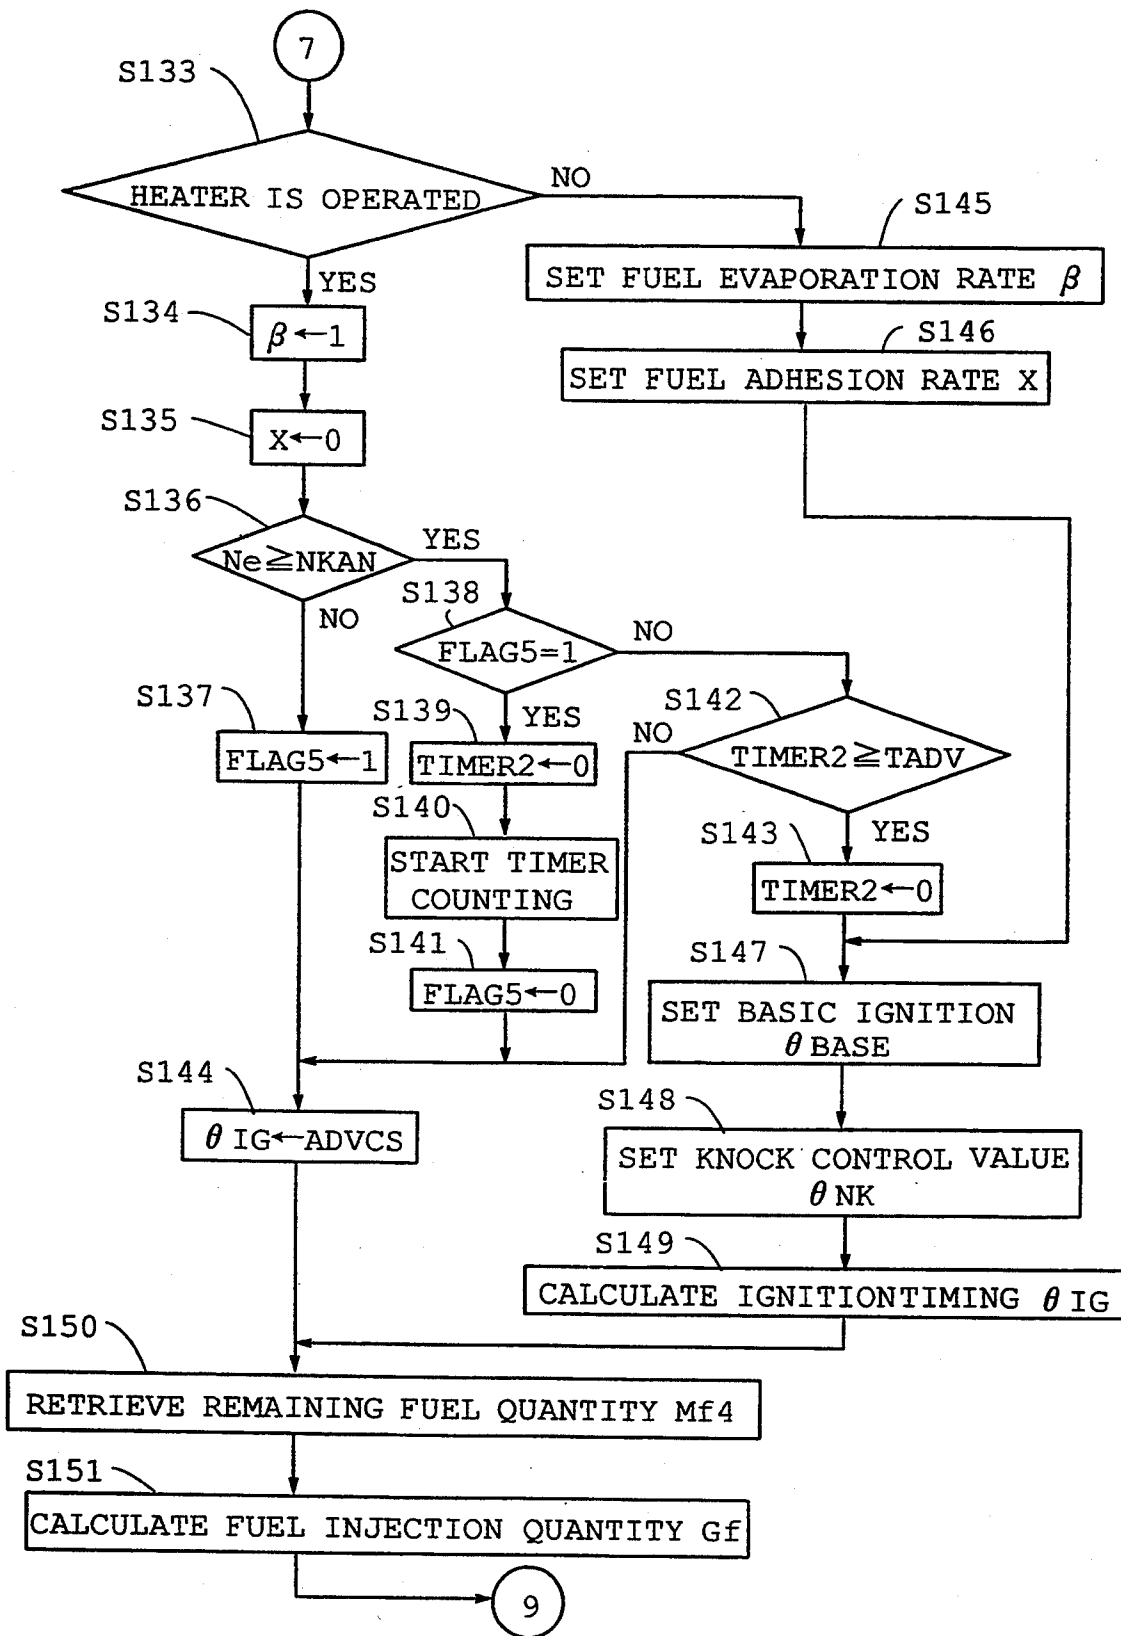 7
S133
HEATER IS OPERATED
NO
S145
SET FUEL EVAPORATION RATE β
YES
S134
β←1
S146
SET FUEL ADHESION RATE X
S135
X←0
S136
Ne≧NKAN
YES
NO
S138
FLAG5=1
NO
S137
FLAG5←1
S139
YES
TIMER2←0
S142
NO
TIMER2≧TADV
S140
START TIMER
COUNTING
YES
S143
TIMER2←0
S141
FLAG5←0
S147
SET BASIC IGNITION
θ BASE
S144
θ IG←ADVCS
S148
SET KNOCK CONTROL VALUE
θ NK
S149
CALCULATE IGNITIONTIMING θ IG
S150
RETRIEVE REMAINING FUEL QUANTITY Mf4
S151
CALCULATE FUEL INJECTION QUANTITY Gf
9